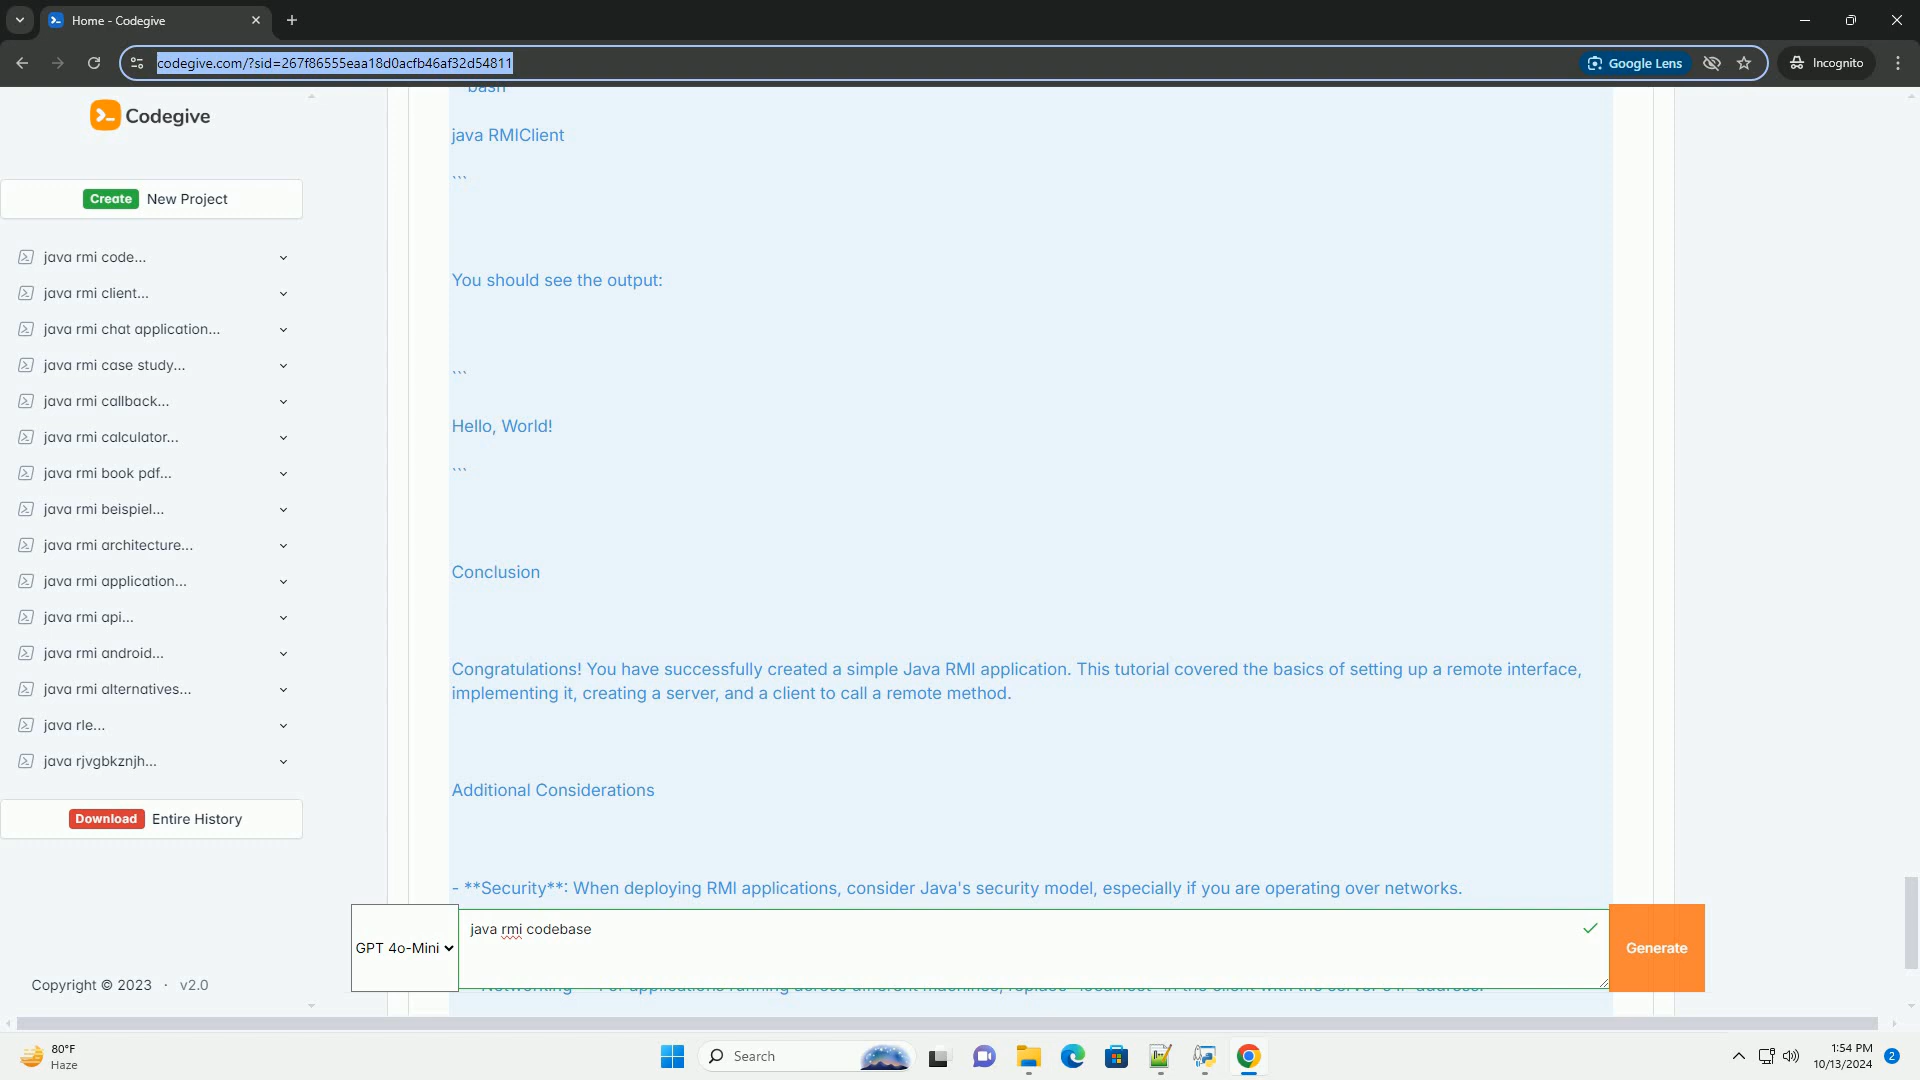 Home - Codegive
codegive.com/?sid=267f86555eaa18d0acfb46af32d54811
Google Lens
Incognito
Codegive
Create New Project
java rmi code...
java rmi client...
java rmi chat application...
java rmi case study...
java rmi callback...
java rmi calculator...
java rmi book pdf...
java rmi beispiel...
java rmi architecture...
java rmi application...
java rmi api...
java rmi android...
java rmi alternatives...
java rle...
java rjvgbkznjh...
Download Entire History
Copyright © 2023 · v2.0
bash
java RMIClient
```
You should see the output:
```
Hello, World!
```
Conclusion
Congratulations! You have successfully created a simple Java RMI application. This tutorial covered the basics of setting up a remote interface,
implementing it, creating a server, and a client to call a remote method.
Additional Considerations
- **Security**: When deploying RMI applications, consider Java's security model, especially if you are operating over networks.
GPT 4o-Mini
java rmi codebase
Generate
80°F
Haze
Search
1:54 PM
10/13/2024
2